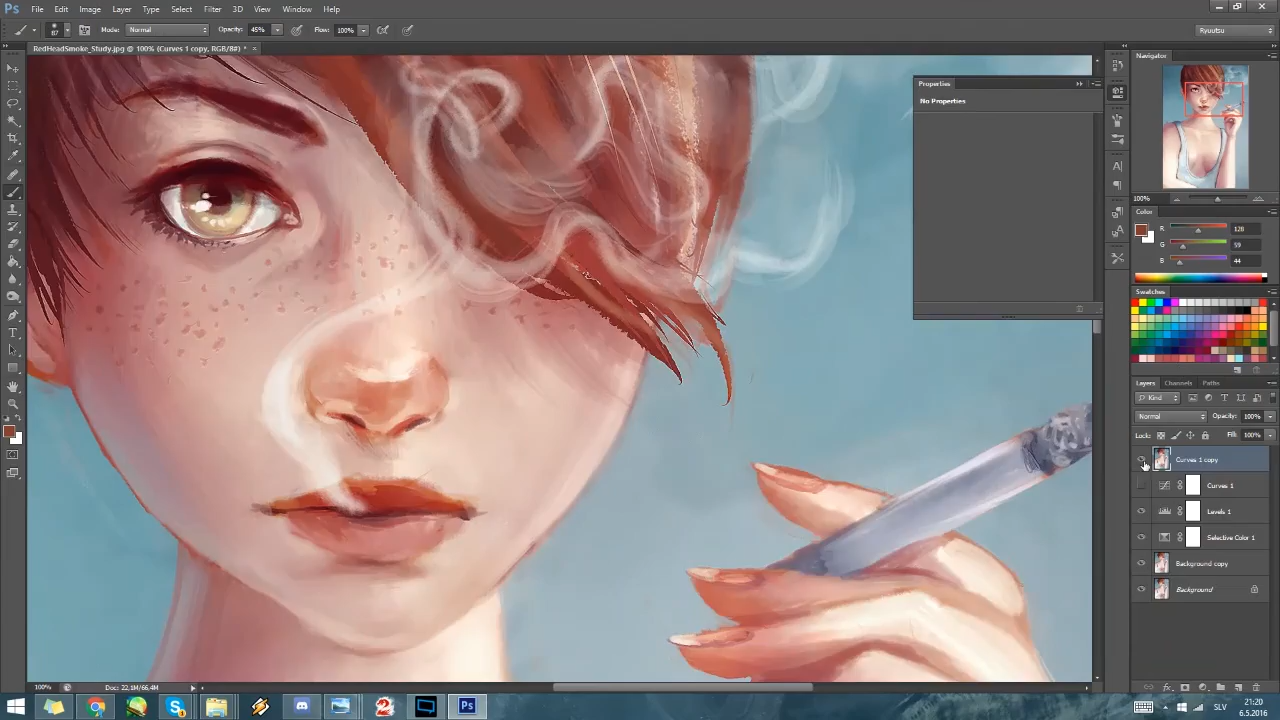 Ps File Edit Image Layer Type Select Filter 3D View Window Help
87 Mode: Normal Opacity: 45% Flow: 100% Ryuutsu
RedHeadSmoke_Study.jpg @ 100% (Curves 1 copy, RGB/8#) * ×
Navigator
Properties
No Properties
100%
Color
R 128
G 59
B 44
Swatches
Layers Channels Paths
Kind
Normal Opacity: 100%
Lock: Fill: 100%
Curves 1 copy
Curves 1
Levels 1
Selective Color 1
Background copy
Background
100% Doc: 22,1M/66,4M
SLV
21:20
6.5.2016